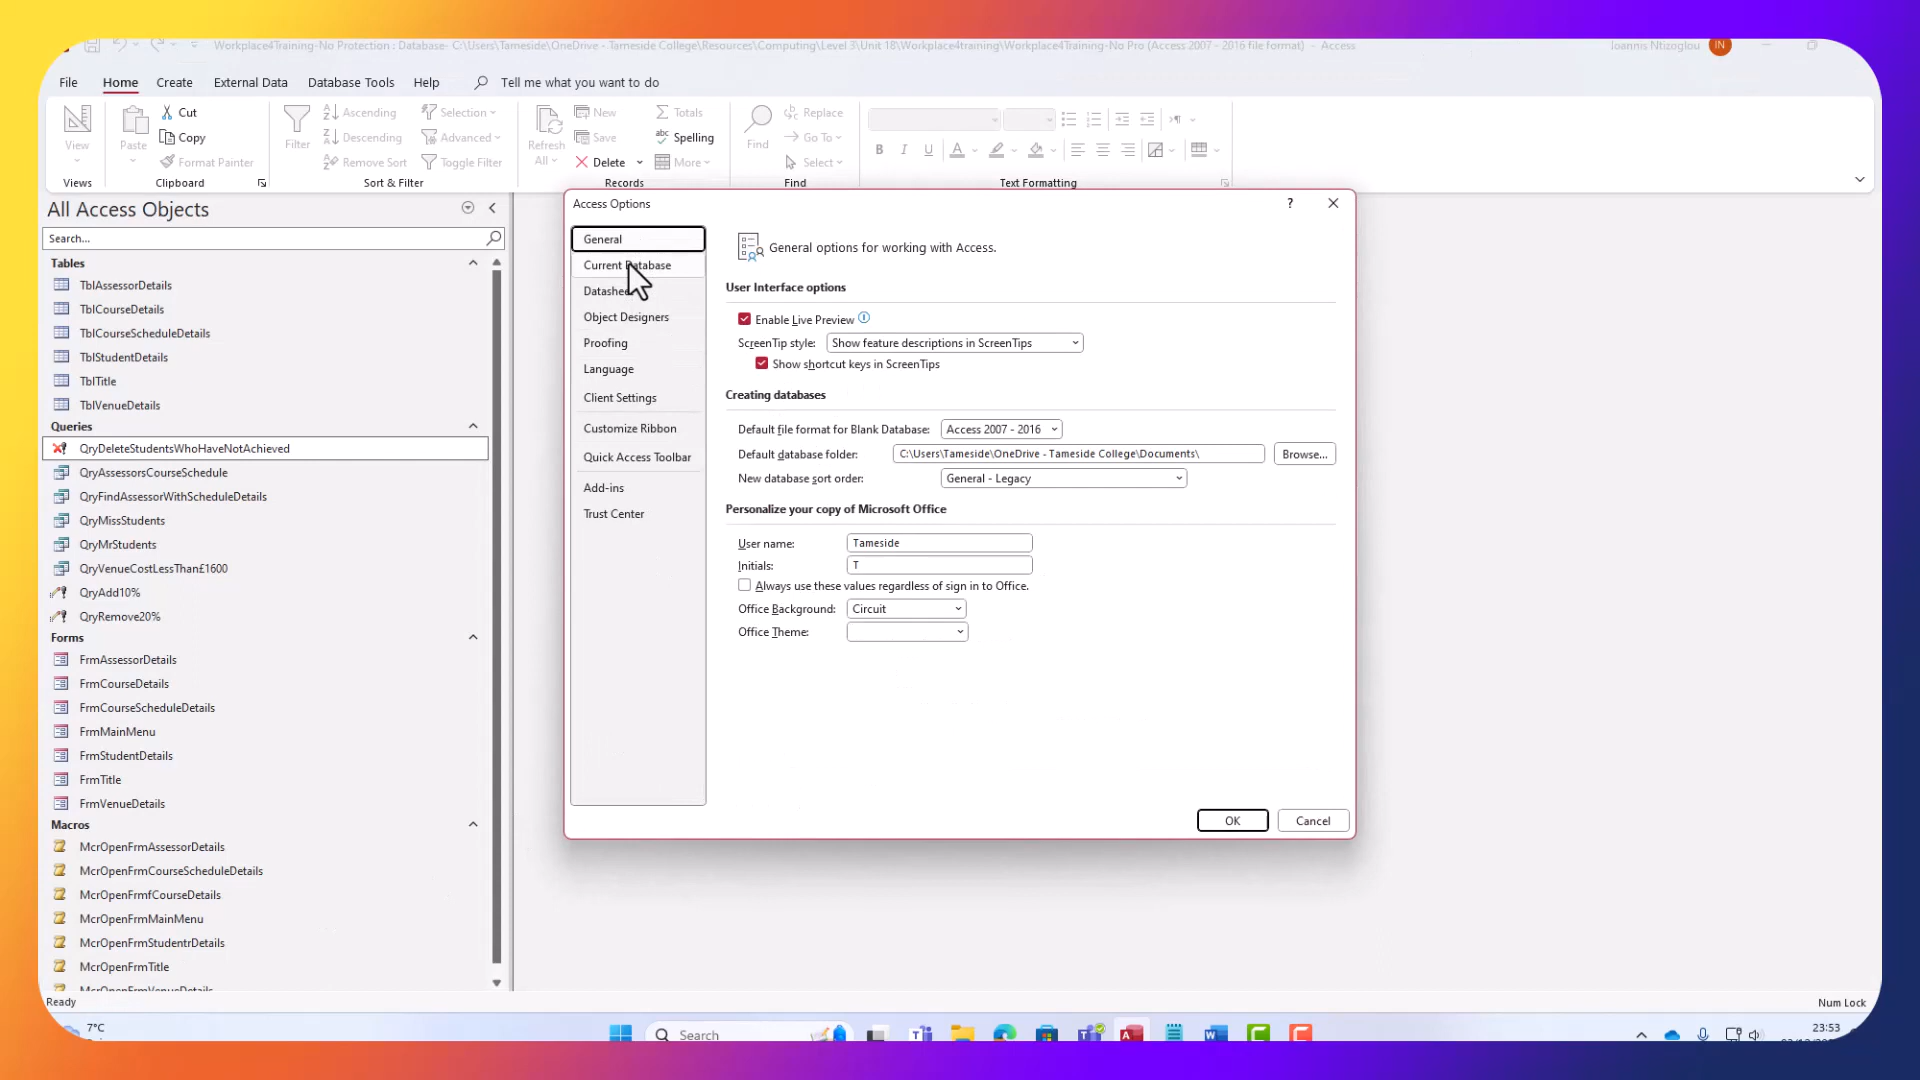 Workplace4Training-No Protection : Database- C:\Users\Tameside\OneDrive - Tameside College\Resources\Computing\Level 3\Unit 18\Workplace4training\Workplace4Training-No Pro (Access 2007 - 2016 file format) - Access
Ioannis Ntizoglou IN
File Home Create External Data Database Tools Help Tell me what you want to do
View
Views
Paste
Cut
Copy
Format Painter
Clipboard
Filter
Ascending
Descending
Remove Sort
Selection
Advanced
Toggle Filter
Sort & Filter
Refresh
All
New
Save
Delete
Totals
Spelling
More
Records
Find
Replace
Go To
Select
Find
B I U A
Text Formatting
All Access Objects
Search...
Tables
TblAssessorDetails
TblCourseDetails
TblCourseScheduleDetails
TblStudentDetails
TblTitle
TblVenueDetails
Queries
QryDeleteStudentsWhoHaveNotAchieved
QryAssessorsCourseSchedule
QryFindAssessorWithScheduleDetails
QryMissStudents
QryMrStudents
QryVenueCostLessThan£1600
QryAdd10%
QryRemove20%
Forms
FrmAssessorDetails
FrmCourseDetails
FrmCourseScheduleDetails
FrmMainMenu
FrmStudentDetails
FrmTitle
FrmVenueDetails
Macros
McrOpenFrmAssessorDetails
McrOpenFrmCourseScheduleDetails
McrOpenFrmfCourseDetails
McrOpenFrmMainMenu
McrOpenFrmStudentrDetails
McrOpenFrmTitle
McrOpenFrmVenueDetails
Access Options ?
General
Current Database
Datashee
Object Designers
Proofing
Language
Client Settings
Customize Ribbon
Quick Access Toolbar
Add-ins
Trust Center
General options for working with Access.
User Interface options
Enable Live Preview
ScreenTip style: Show feature descriptions in ScreenTips
Show shortcut keys in ScreenTips
Creating databases
Default file format for Blank Database: Access 2007 - 2016
Default database folder: C:\Users\Tameside\OneDrive - Tameside College\Documents\ Browse...
New database sort order: General - Legacy
Personalize your copy of Microsoft Office
User name: Tameside
Initials: T
Always use these values regardless of sign in to Office.
Office Background: Circuit
Office Theme:
OK Cancel
Ready
Num Lock
7°C
Search
23:53